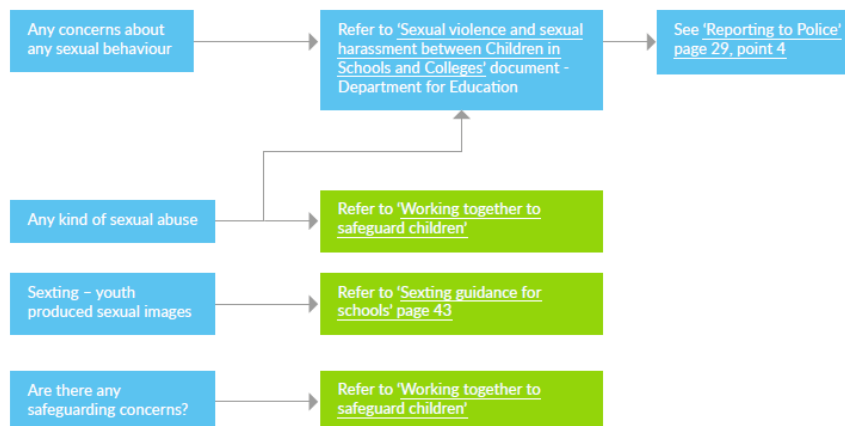 Any concerns about
any sexual behaviour
Refer to ‘Sexual violence and sexual
harassment between Children in
Schools and Colleges’ document -
Department for Education
See ‘Reporting to Police’
page 29, point 4
Any kind of sexual abuse
Refer to ‘Working together to
safeguard children’
Sexting – youth
produced sexual images
Refer to ‘Sexting guidance for
schools’ page 43
Are there any
safeguarding concerns?
Refer to ‘Working together to
safeguard children’